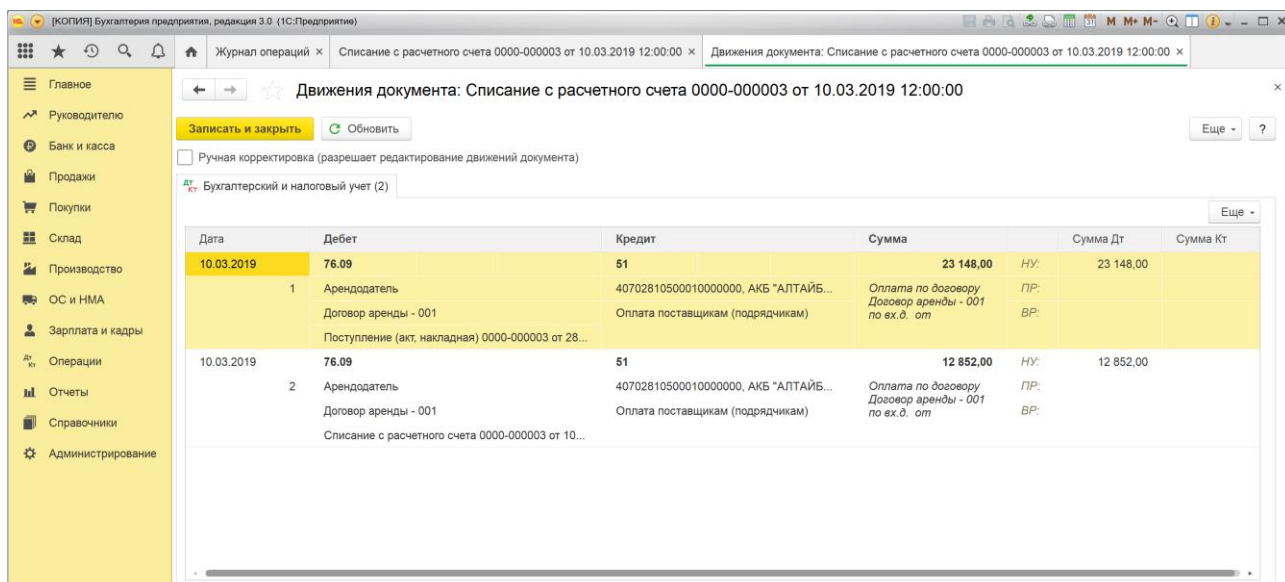 [КОПИЯ] Бухгалтерия предприятия, редакция 3.0 (1С:Предприятие)
M M+ M-
Журнал операций × Списание с расчетного счета 0000-000003 от 10.03.2019 12:00:00 × Движения документа: Списание с расчетного счета 0000-000003 от 10.03.2019 12:00:00 ×
Главное
Руководителю
Банк и касса
Продажи
Покупки
Склад
Производство
ОС и НМА
Зарплата и кадры
Операции
Отчеты
Справочники
Администрирование
Движения документа: Списание с расчетного счета 0000-000003 от 10.03.2019 12:00:00
Записать и закрыть Обновить Еще ?
Ручная корректировка (разрешает редактирование движений документа)
Дт Кт Бухгалтерский и налоговый учет (2)
Еще
Дата Дебет Кредит Сумма Сумма Дт Сумма Кт
10.03.2019 76.09 51 23 148,00 НУ: 23 148,00
1 Арендодатель 40702810500010000000, АКБ "АЛТАЙБ... Оплата по договору ПР:
Договор аренды - 001 Оплата поставщикам (подрядчикам) Договор аренды - 001 ВР:
по вх.д. от
Поступление (акт, накладная) 0000-000003 от 28...
10.03.2019 76.09 51 12 852,00 НУ: 12 852,00
2 Арендодатель 40702810500010000000, АКБ "АЛТАЙБ... Оплата по договору ПР:
Договор аренды - 001 Оплата поставщикам (подрядчикам) Договор аренды - 001 ВР:
по вх.д. от
Списание с расчетного счета 0000-000003 от 10...